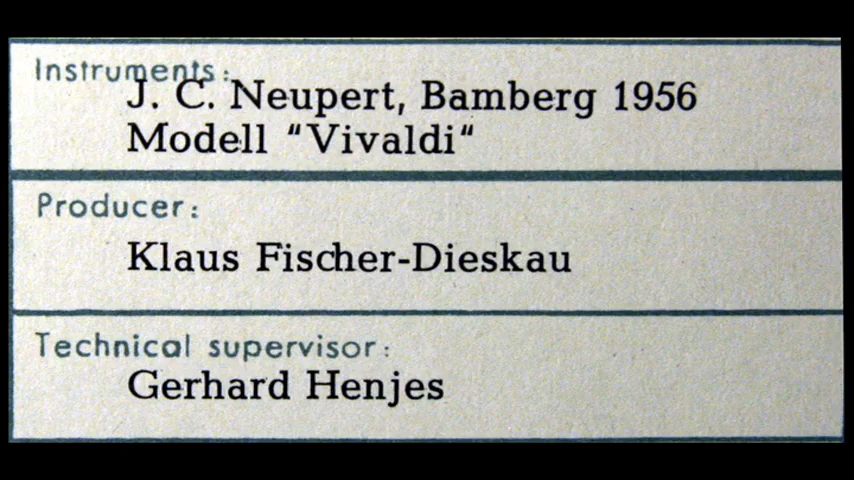 Instruments:
J. C. Neupert, Bamberg 1956
Modell "Vivaldi“
Producer:
Klaus Fischer-Dieskau
Technical supervisor:
Gerhard Henjes